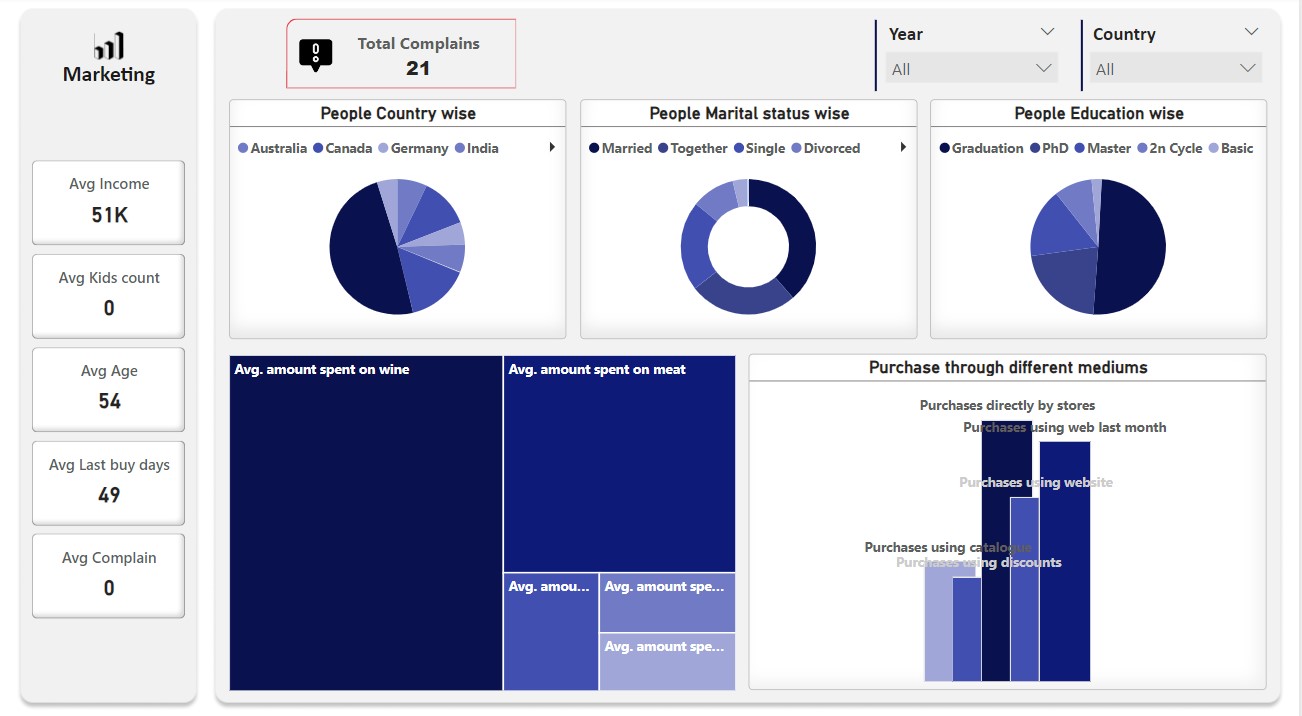 Marketing
Avg Income
51K
Avg Kids count
0
Avg Age
54
Avg Last buy days
49
Avg Complain
0
Total Complains
21
Year
All
Country
All
People Country wise
Australia Canada Germany India
People Marital status wise
Married Together Single Divorced
People Education wise
Graduation PhD Master 2n Cycle Basic
Avg. amount spent on wine
Avg. amount spent on meat
Avg. amou...
Avg. amount spe...
Avg. amount spe...
Purchase through different mediums
Purchases directly by stores
Purchases using web last month
Purchases using website
Purchases using catalogue
Purchases using discounts